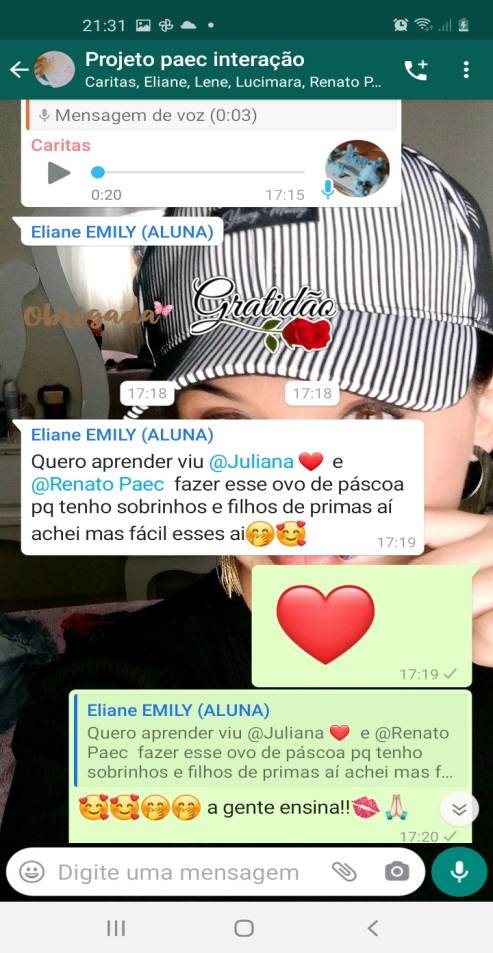 21:31
Projeto paec interação
Caritas, Eliane, Lene, Lucimara, Renato P...
Mensagem de voz (0:03)
Caritas
0:20 17:15
Eliane EMILY (ALUNA)
Obrigada Gratidão
17:18 17:18
Eliane EMILY (ALUNA)
Quero aprender viu @Juliana ❤️ e
@Renato Paec fazer esse ovo de páscoa
pq tenho sobrinhos e filhos de primas aí
achei mas fácil esses ai🤭🥰
17:19
❤️
17:19
Eliane EMILY (ALUNA)
Quero aprender viu @Juliana ❤️ e @Renato
Paec fazer esse ovo de páscoa pq tenho
sobrinhos e filhos de primas aí achei mas f...
🥰🥰🤭🤭 a gente ensina!!💋🙏🏻
17:20
Digite uma mensagem